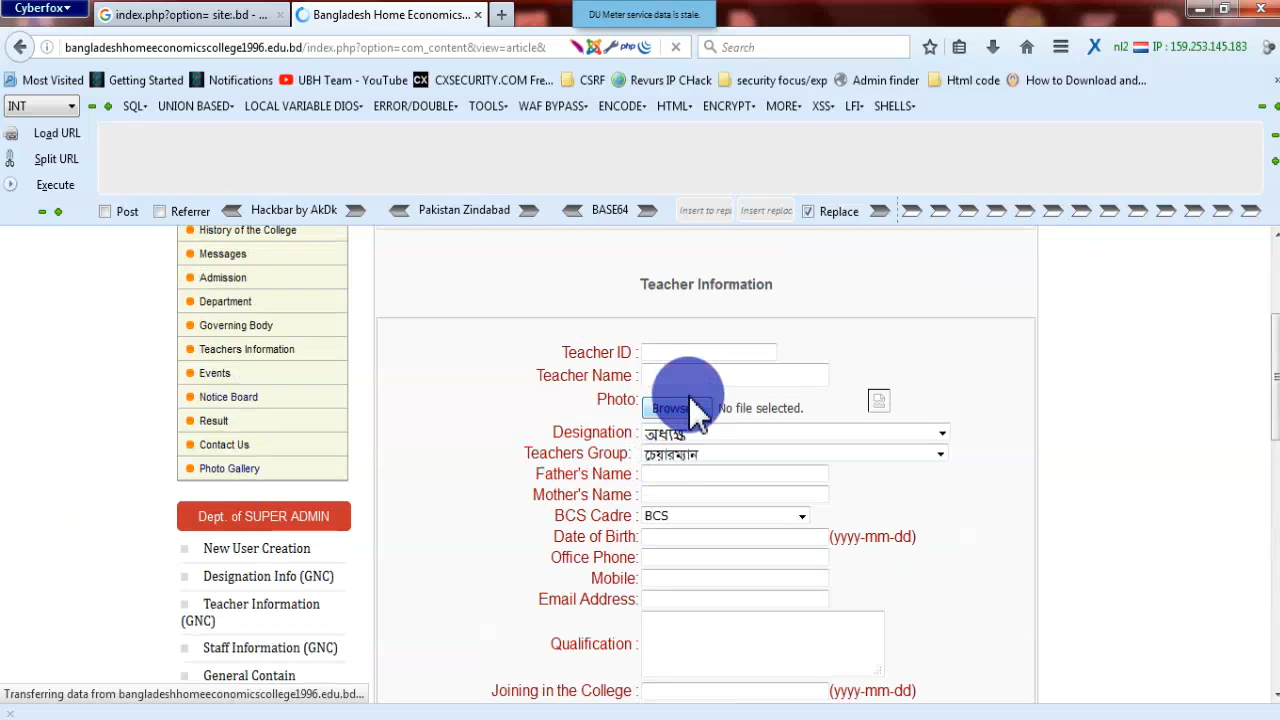 Cyberfox
index.php?option= site:.bd - ...
Bangladesh Home Economics...
DU Meter service data is stale.
bangladeshhomeeconomicscollege1996.edu.bd/index.php?option=com_content&view=article&
php
Search
nl2 IP : 159.253.145.183
Most Visited Getting Started Notifications UBH Team - YouTube CX CXSECURITY.COM Fre... CSRF Revurs IP CHack security focus/exp Admin finder Html code How to Download and...
INT SQL UNION BASED LOCAL VARIABLE DIOS ERROR/DOUBLE TOOLS WAF BYPASS ENCODE HTML ENCRYPT MORE XSS LFI SHELLS
Load URL
Split URL
Execute
Post Referrer Hackbar by AkDk Pakistan Zindabad BASE64 Insert to repl Insert replac Replace
History of the College
Messages
Admission
Department
Governing Body
Teachers Information
Events
Notice Board
Result
Contact Us
Photo Gallery
Dept. of SUPER ADMIN
New User Creation
Designation Info (GNC)
Teacher Information
(GNC)
Staff Information (GNC)
General Contain
Teacher Information
Teacher ID :
Teacher Name :
Photo: Browse No file selected.
Designation : অধ্যক্ষ
Teachers Group: চেয়ারম্যান
Father's Name :
Mother's Name :
BCS Cadre : BCS
Date of Birth: (yyyy-mm-dd)
Office Phone:
Mobile:
Email Address:
Qualification :
Joining in the College : (yyyy-mm-dd)
Transferring data from bangladeshhomeeconomicscollege1996.edu.bd...